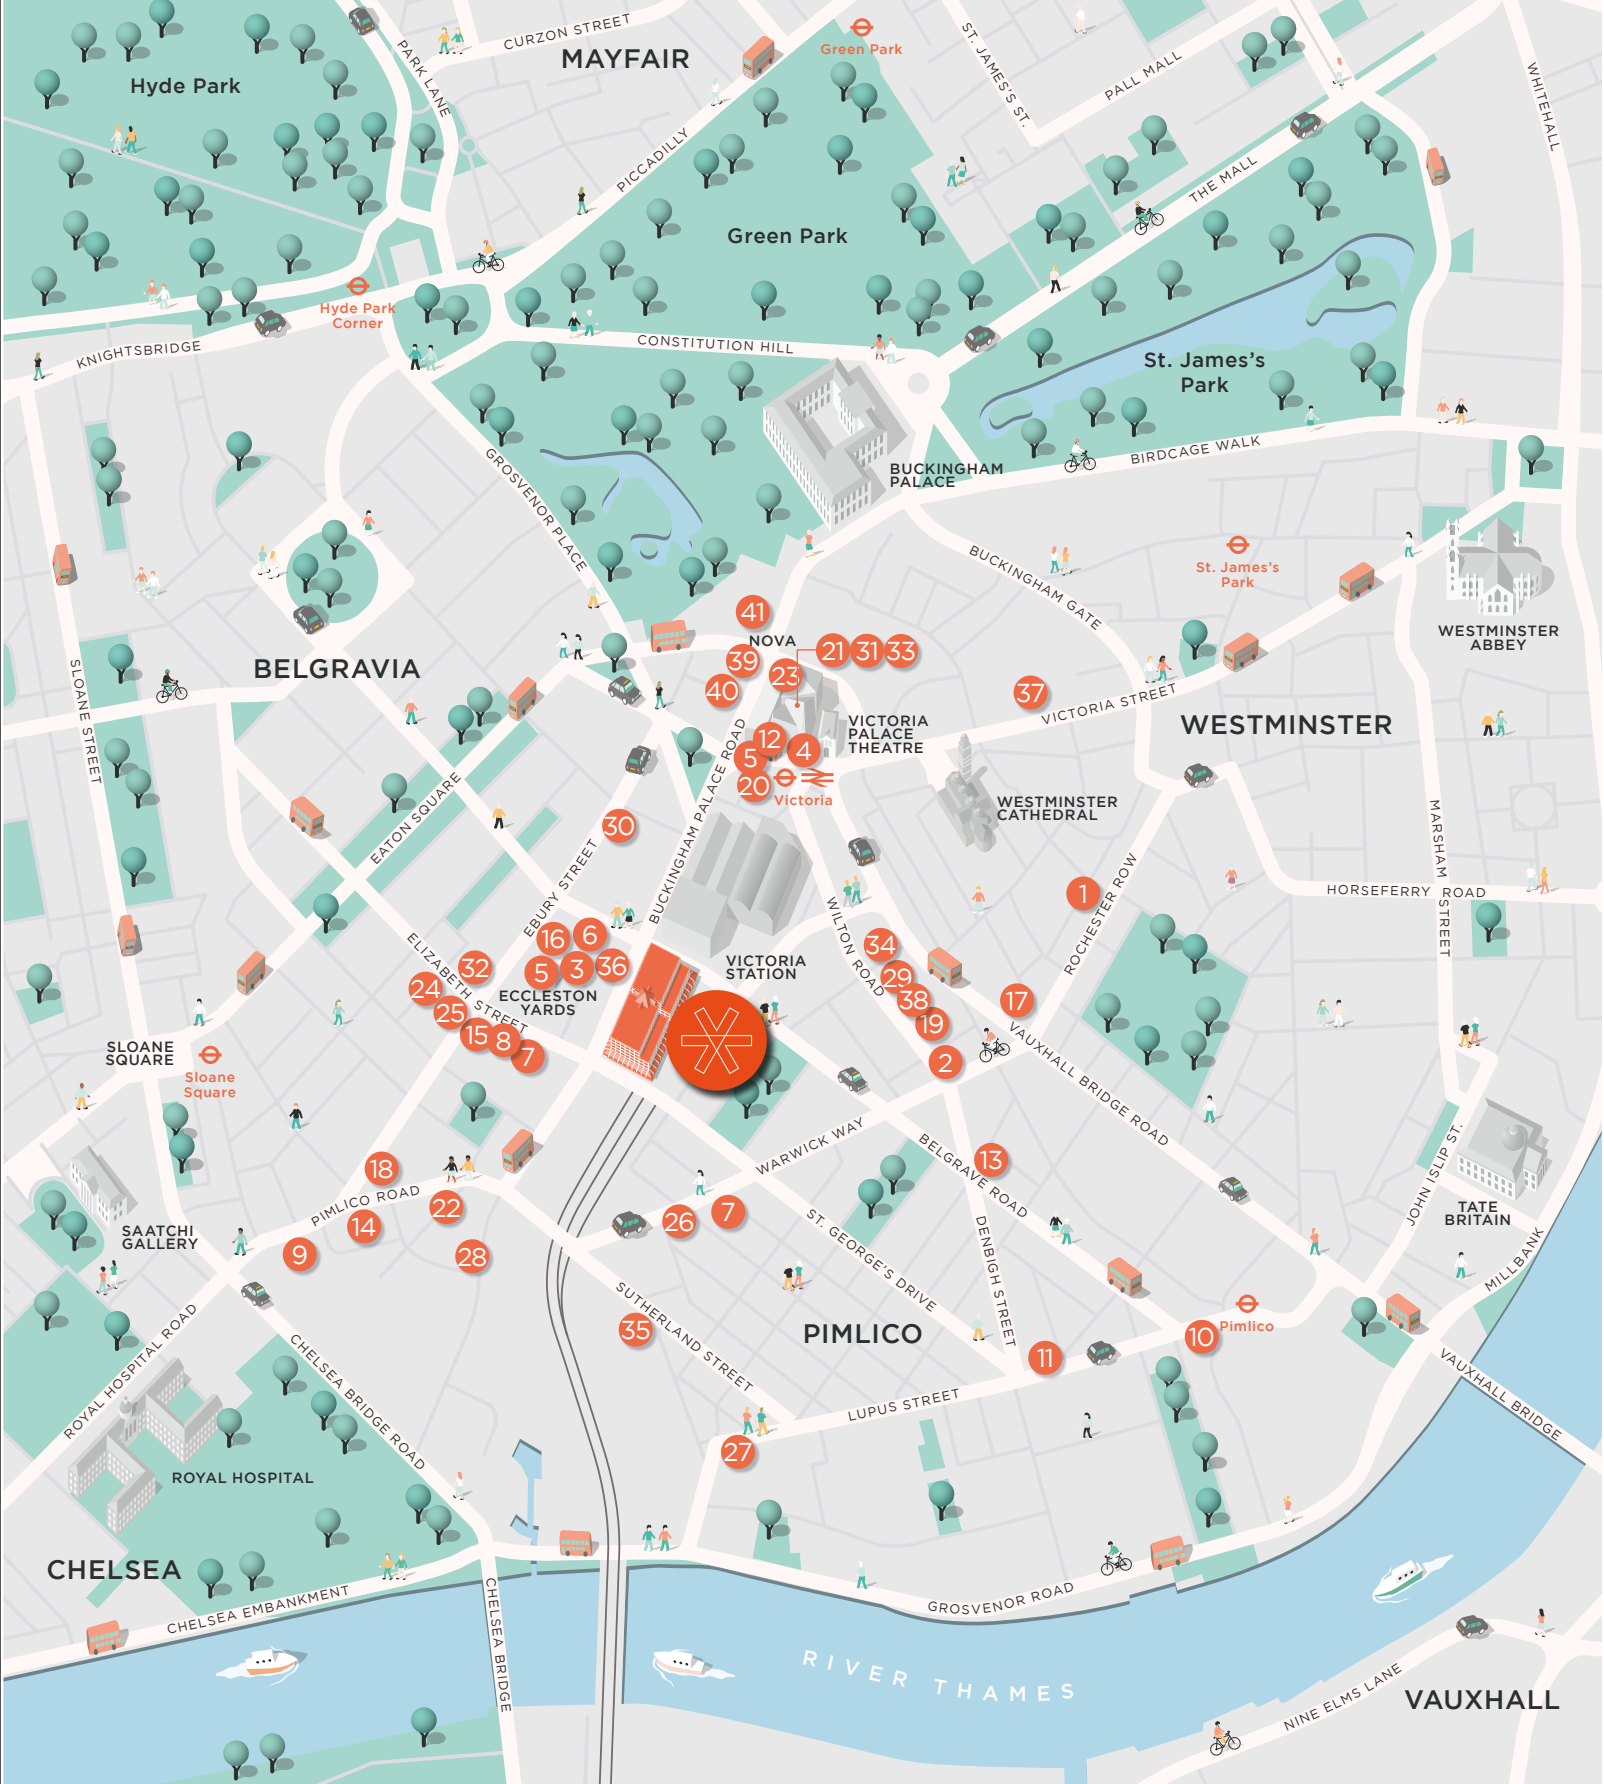 CURZON STREET
MAYFAIR
Green Park
ST. JAMES'S ST.
PALL MALL
WHITEHALL
PARK LANE
Hyde Park
PICCADILLY
THE MALL
Green Park
Hyde Park
Corner
KNIGHTSBRIDGE
CONSTITUTION HILL
St. James's
Park
BIRDCAGE WALK
BUCKINGHAM
PALACE
GROSVENOR PLACE
BUCKINGHAM GATE
St. James's
Park
WESTMINSTER
ABBEY
41
NOVA
39
21
31
33
23
40
37
VICTORIA STREET
BELGRAVIA
SLOANE STREET
WESTMINSTER
VICTORIA
PALACE
THEATRE
12
4
5
20
Victoria
BUCKINGHAM PALACE ROAD
WESTMINSTER
CATHEDRAL
EATON SQUARE
30
MARSHAM STREET
HORSEFERRY ROAD
EBURY STREET
1
ROCHESTER ROW
WILTON ROAD
16
6
34
32
5
3
36
VICTORIA
STATION
29
24
ECCLESTON
YARDS
ELIZABETH STREET
38
17
25
19
15
8
7
2
VAUXHALL BRIDGE ROAD
SLOANE
SQUARE
Sloane
Square
WARWICK WAY
BELGRAVE ROAD
13
JOHN ISLIP ST.
18
PIMLICO ROAD
22
26
7
14
TATE
BRITAIN
SAATCHI
GALLERY
9
28
ST. GEORGE'S DRIVE
DENBIGH STREET
MILLBANK
SUTHERLAND STREET
35
PIMLICO
Pimlico
10
11
ROYAL HOSPITAL ROAD
CHELSEA BRIDGE ROAD
VAUXHALL BRIDGE
LUPUS STREET
27
ROYAL HOSPITAL
CHELSEA
CHELSEA EMBANKMENT
CHELSEA BRIDGE
GROSVENOR ROAD
RIVER THAMES
NINE ELMS LANE
VAUXHALL